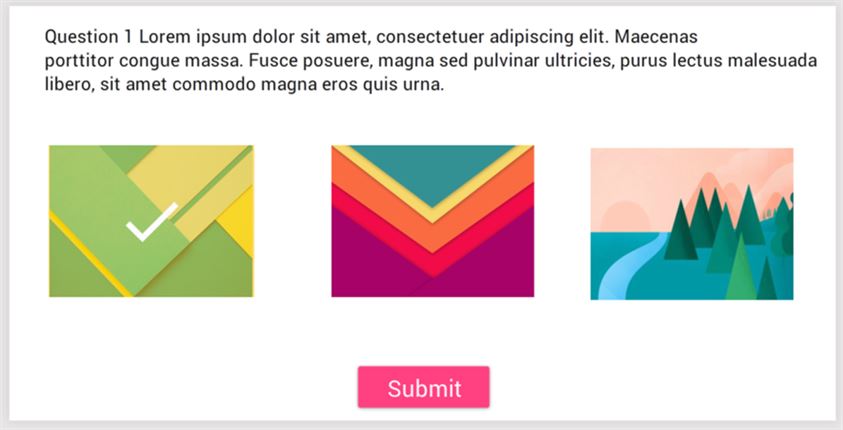 Question 1 Lorem ipsum dolor sit amet, consectetuer adipiscing elit. Maecenas
porttitor congue massa. Fusce posuere, magna sed pulvinar ultricies, purus lectus malesuada
libero, sit amet commodo magna eros quis urna.
Submit